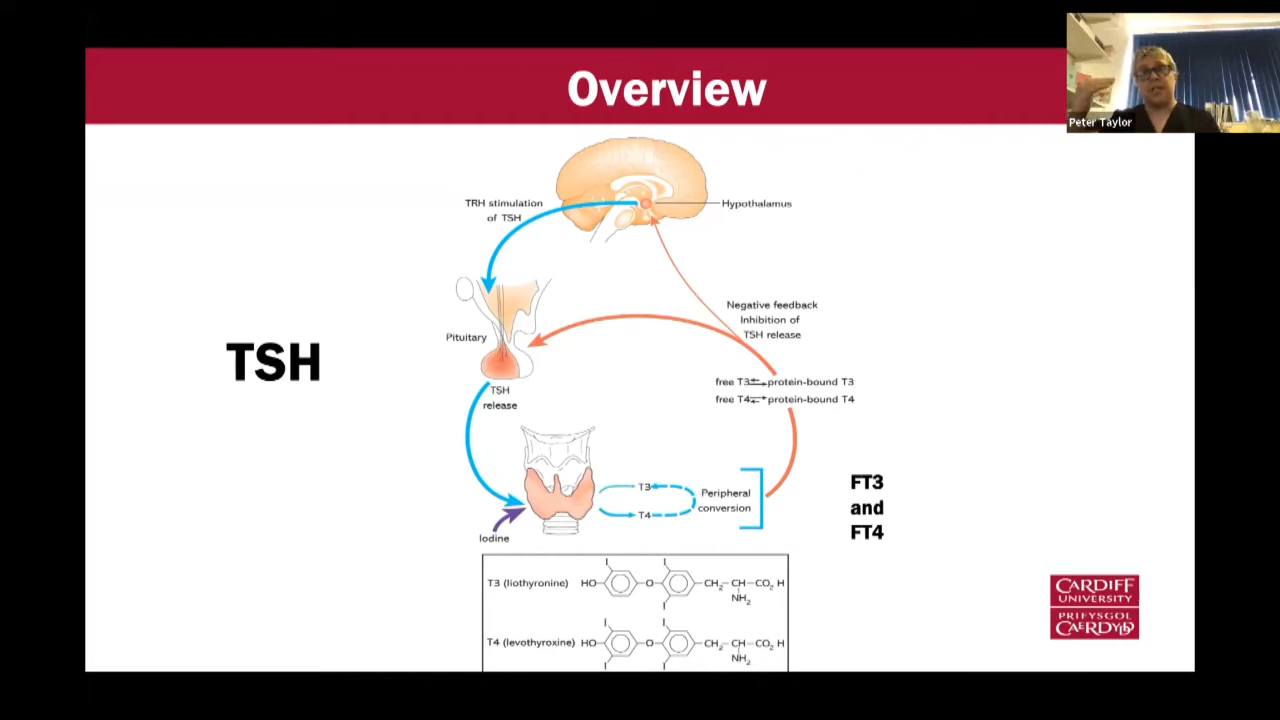 Overview
Peter Taylor
TRH stimulation
of TSH
Hypothalamus
Negative feedback
Inhibition of
TSH release
Pituitary
TSH
TSH
release
free T3⇌protein-bound T3
free T4⇌protein-bound T4
T3
T4
Peripheral
conversion
FT3
and
FT4
Iodine
T3 (liothyronine)
HO
I
O
I
I
CH2-CH-CO2 H
NH2
T4 (levothyroxine)
HO
I
I
O
I
I
CH2-CH-CO2 H
NH2
CARDIFF
UNIVERSITY
PRIFYSGOL
CAERDYDD